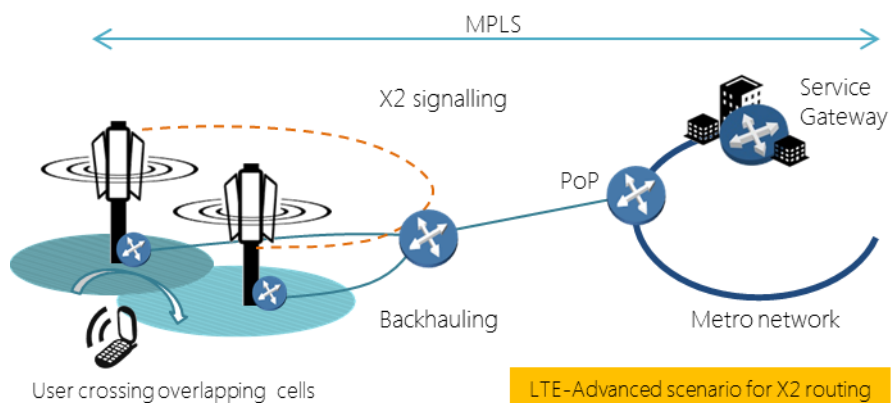 MPLS
X2 signalling
Service
Gateway
PoP
Backhauling
Metro network
User crossing overlapping cells
LTE-Advanced scenario for X2 routing